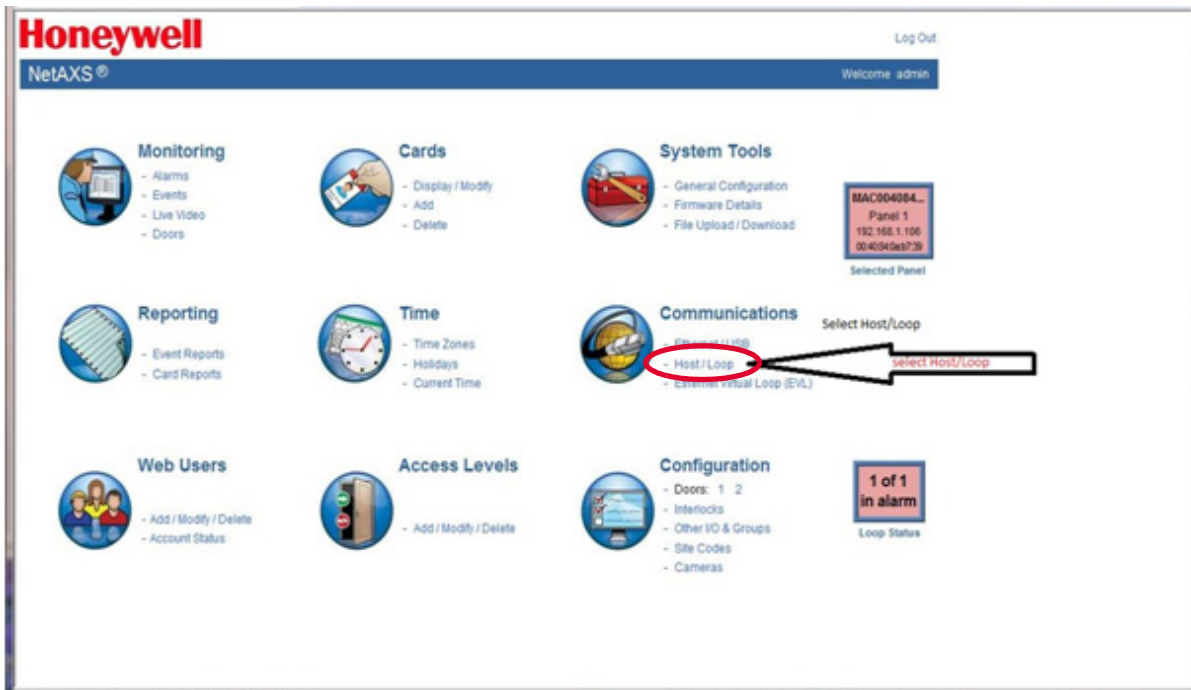 Honeywell
Log Out
NetAXS®
Welcome admin
Monitoring
- Alarms
- Events
- Live Video
- Doors
Cards
- Display / Modify
- Add
- Delete
System Tools
- General Configuration
- Firmware Details
- File Upload / Download
MAC004084...
Panel 1
192.168.1.106
Selected Panel
Reporting
- Event Reports
- Card Reports
Time
- Time Zones
- Holidays
- Current Time
Communications
- Ethernet / USB
- Host / Loop
- Ethernet Virtual Loop (EVL)
Select Host/Loop
select Host/Loop
Web Users
- Add / Modify / Delete
- Account Status
Access Levels
- Add / Modify / Delete
Configuration
- Doors: 1 2
- Interlocks
- Other I/O & Groups
- Site Codes
- Cameras
1 of 1
in alarm
Loop Status